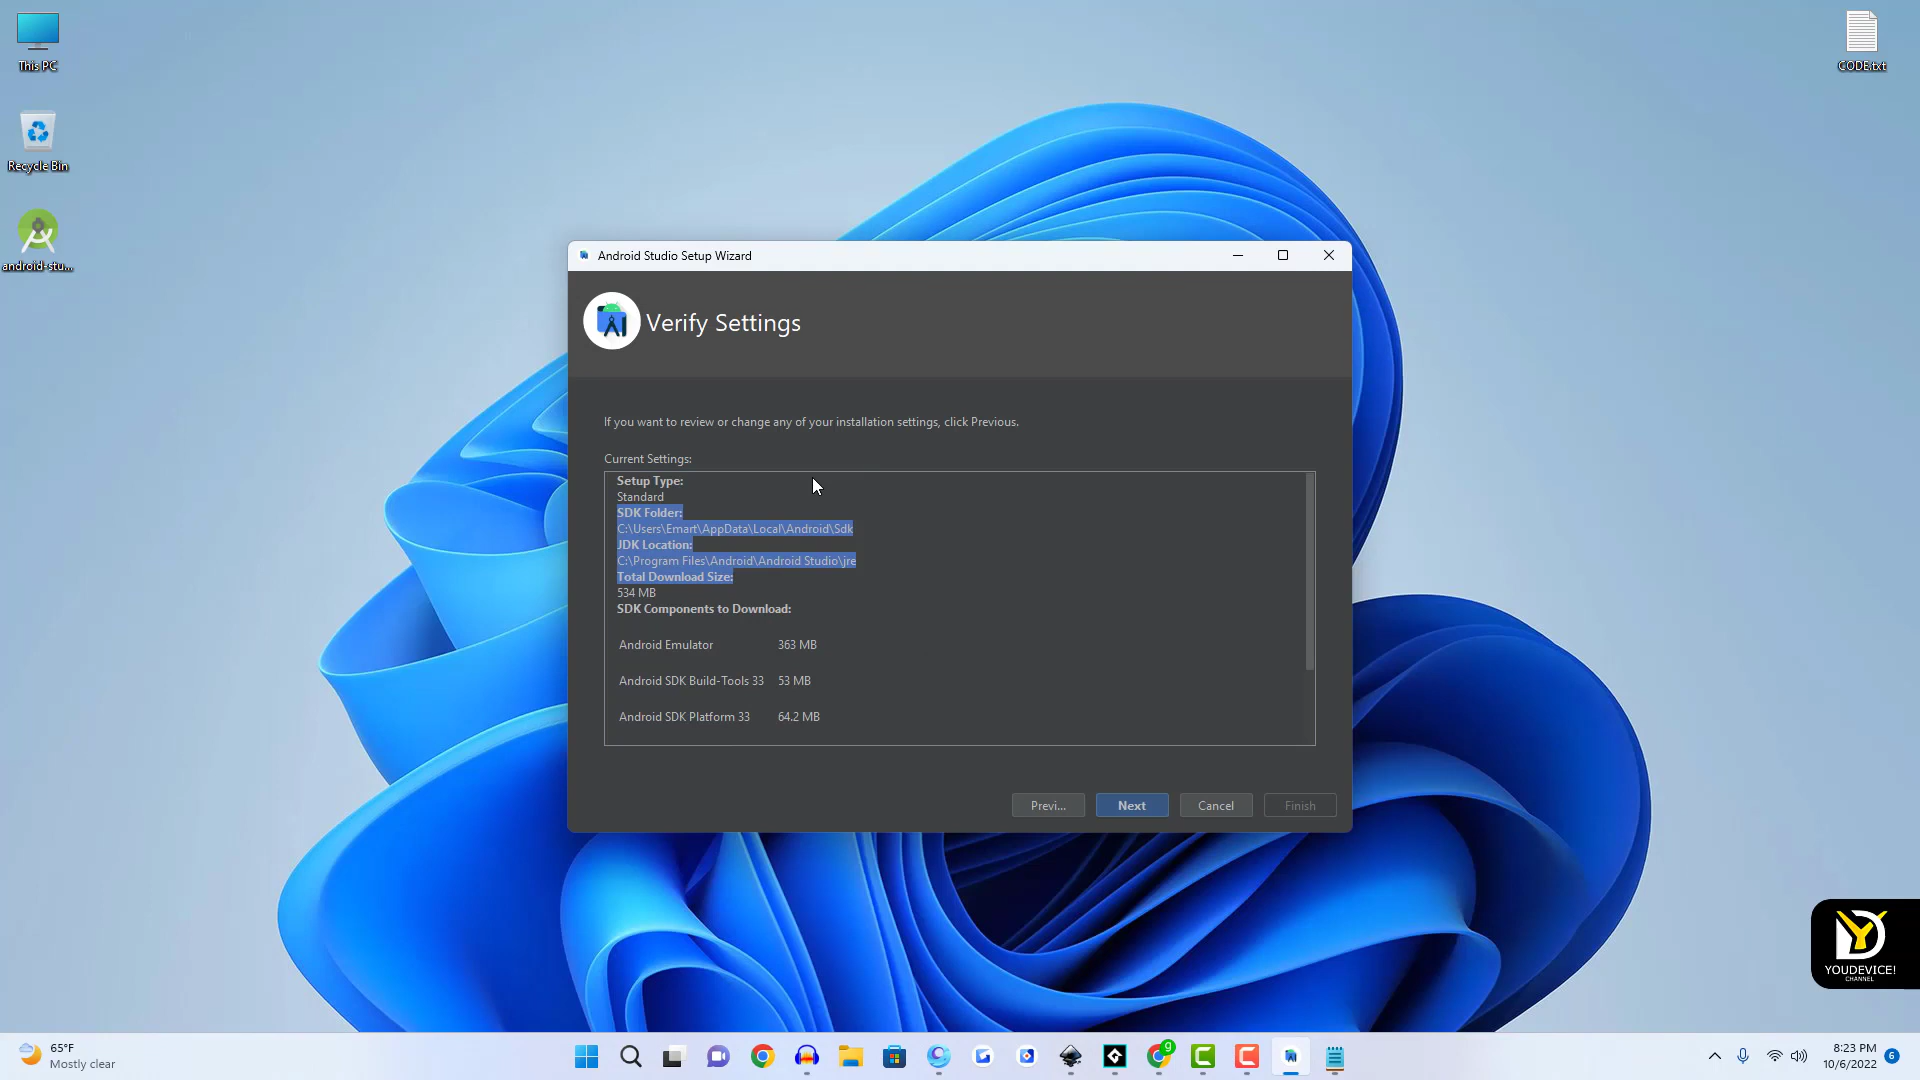 This PC
Recycle Bin
android-stu...
CODE.txt
Android Studio Setup Wizard
Verify Settings
If you want to review or change any of your installation settings, click Previous.
Current Settings:
Setup Type:
Standard
SDK Folder:
C:\Users\Emart\AppData\Local\Android\Sdk
JDK Location:
C:\Program Files\Android\Android Studio\jre
Total Download Size:
534 MB
SDK Components to Download:
Android Emulator 363 MB
Android SDK Build-Tools 33 53 MB
Android SDK Platform 33 64.2 MB
Previ...
Next
Cancel
Finish
YOUDEVICE!
CHANNEL
65°F
Mostly clear
9
8:23 PM
10/6/2022
6